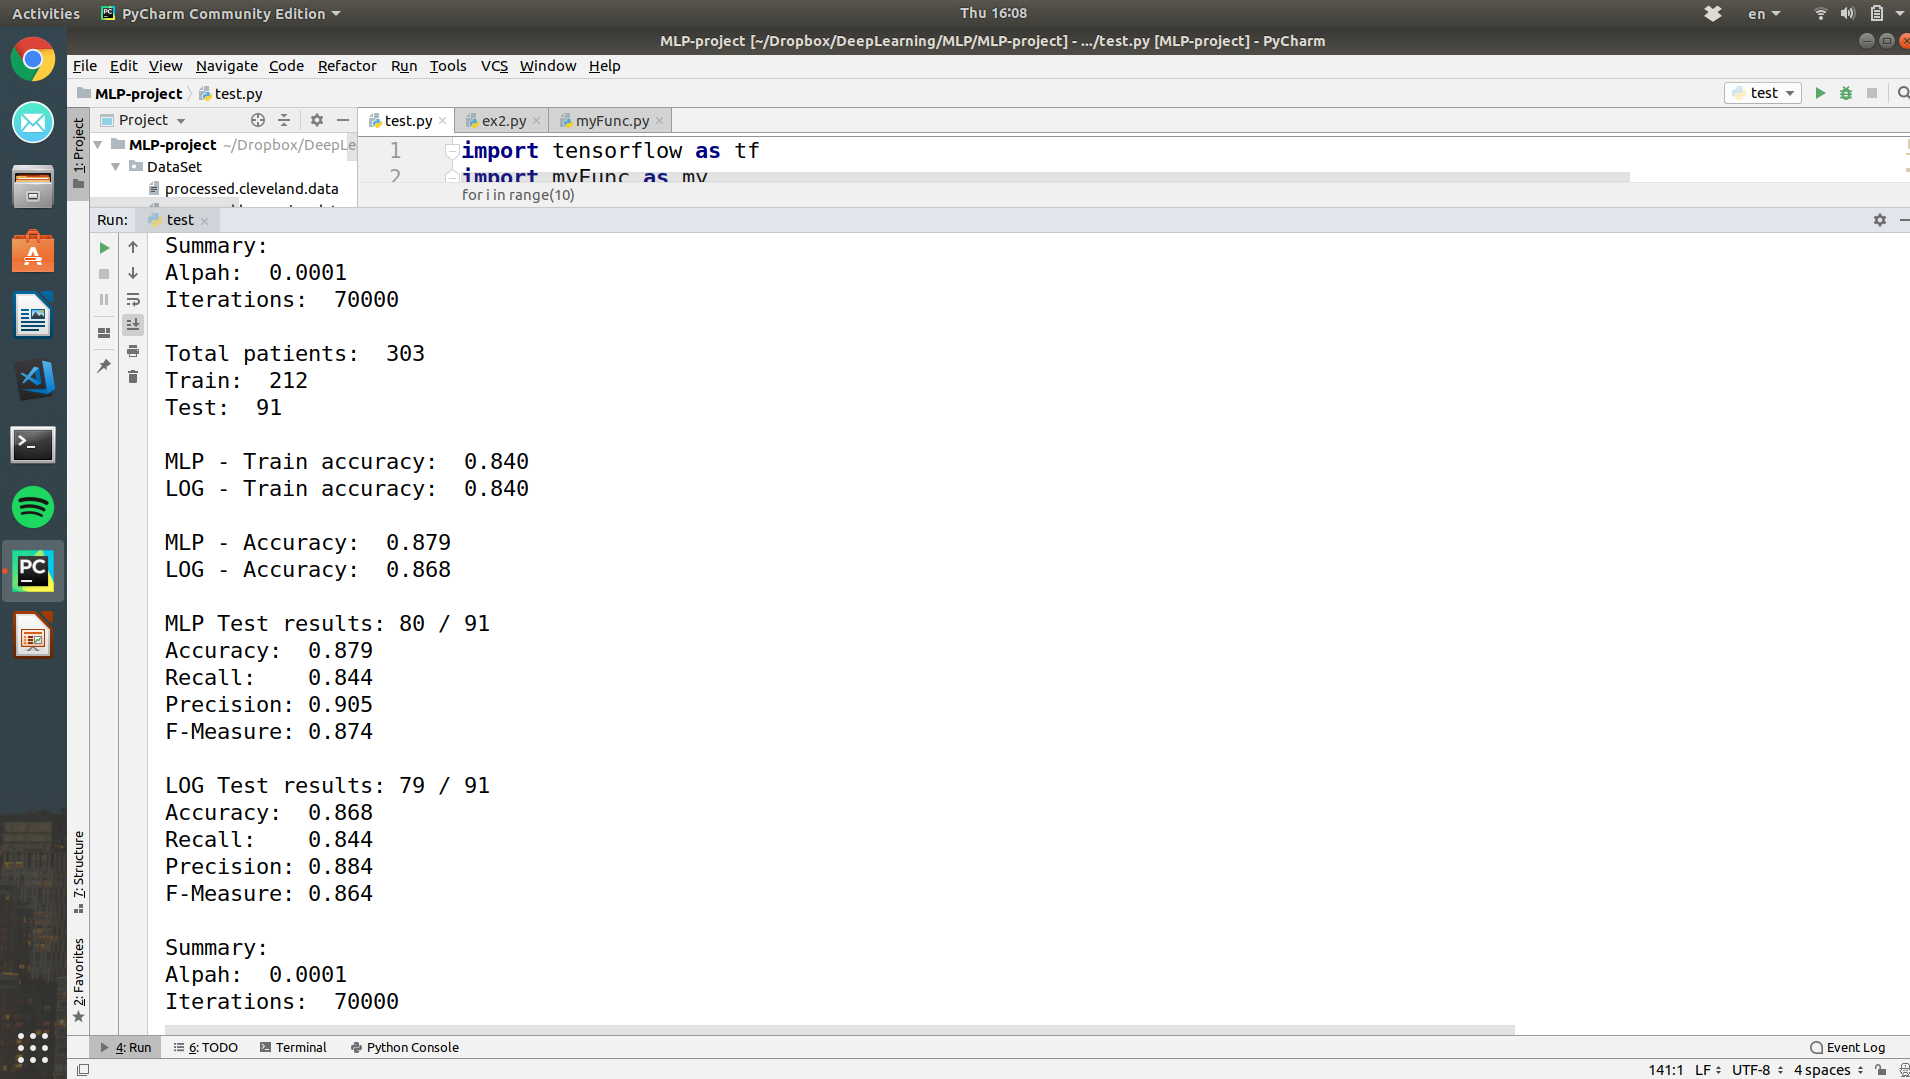 Activities PyCharm Community Edition Thu 16:08 en
MLP-project [~/Dropbox/DeepLearning/MLP/MLP-project] - .../test.py [MLP-project] - PyCharm
File Edit View Navigate Code Refactor Run Tools VCS Window Help
MLP-project test.py test
1: Project
Project
test.py ex2.py myFunc.py
MLP-project ~/Dropbox/DeepLe
DataSet
processed.cleveland.data
1 import tensorflow as tf
2 import myFunc as my
for i in range(10)
Run: test
Summary:
Alpah: 0.0001
Iterations: 70000
Total patients: 303
Train: 212
Test: 91
MLP - Train accuracy: 0.840
LOG - Train accuracy: 0.840
MLP - Accuracy: 0.879
LOG - Accuracy: 0.868
MLP Test results: 80 / 91
Accuracy: 0.879
Recall: 0.844
Precision: 0.905
F-Measure: 0.874
LOG Test results: 79 / 91
Accuracy: 0.868
Recall: 0.844
Precision: 0.884
F-Measure: 0.864
Summary:
Alpah: 0.0001
Iterations: 70000
7: Structure
2: Favorites
4: Run 6: TODO Terminal Python Console Event Log
141:1 LF UTF-8 4 spaces